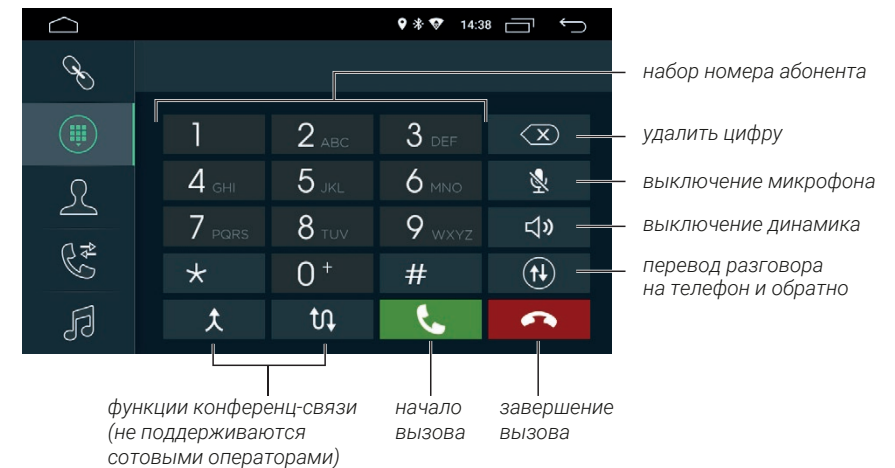 14:38
набор номера абонента
1 2 ABC 3 DEF
удалить цифру
4 GHI 5 JKL 6 MNO
выключение микрофона
7 PQRS 8 TUV 9 WXYZ
выключение динамика
* 0 + #
перевод разговора
на телефон и обратно
функции конференц-связи
(не поддерживаются
сотовыми операторами)
начало
вызова
завершение
вызова